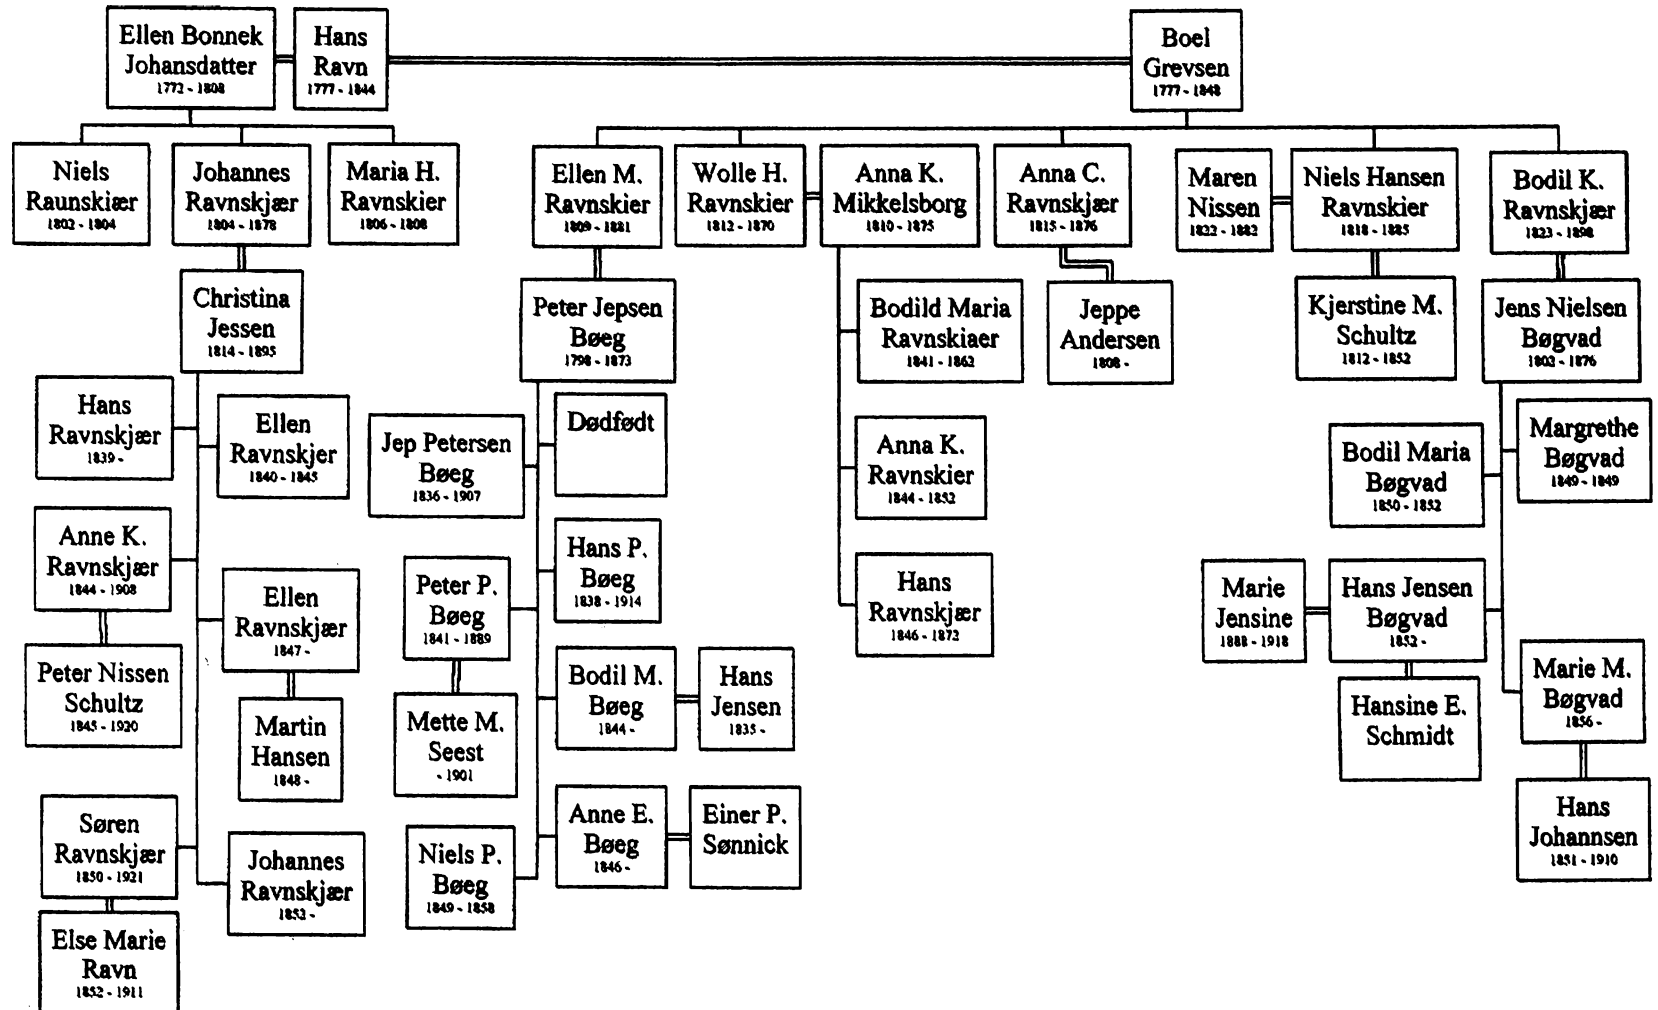 Ellen Bonnek
Johansdatter
1772 - 1808
Hans
Ravn
1777 - 1844
Boel
Grevsen
1777 - 1848
Niels
Raunskiær
1802 - 1804
Johannes
Ravnskjær
1804 - 1878
Maria H.
Ravnskier
1806 - 1808
Ellen M.
Ravnskier
1809 - 1881
Wolle H.
Ravnskier
1812 - 1870
Anna K.
Mikkelsborg
1810 - 1875
Anna C.
Ravnskjær
1815 - 1876
Maren
Nissen
1822 - 1882
Niels Hansen
Ravnskier
1818 - 1885
Bodil K.
Ravnskjær
1823 - 1898
Christina
Jessen
1814 - 1895
Peter Jepsen
Bøeg
1798 - 1873
Bodild Maria
Ravnskiaer
1841 - 1862
Jeppe
Andersen
1808 -
Kjerstine M.
Schultz
1812 - 1852
Jens Nielsen
Bøgvad
1802 - 1876
Hans
Ravnskjær
1839 -
Ellen
Ravnskjer
1840 - 1845
Jep Petersen
Bøeg
1836 - 1907
Dødfødt
Anna K.
Ravnskier
1844 - 1852
Bodil Maria
Bøgvad
1850 - 1852
Margrethe
Bøgvad
1849 - 1849
Anne K.
Ravnskjær
1844 - 1908
Ellen
Ravnskjær
1847 -
Peter P.
Bøeg
1841 - 1889
Hans P.
Bøeg
1838 - 1914
Hans
Ravnskjær
1846 - 1872
Marie
Jensine
1888 - 1918
Hans Jensen
Bøgvad
1852 -
Peter Nissen
Schultz
1845 - 1920
Martin
Hansen
1848 -
Mette M.
Seest
- 1901
Bodil M.
Bøeg
1844 -
Hans
Jensen
1835 -
Hansine E.
Schmidt
Marie M.
Bøgvad
1856 -
Søren
Ravnskjær
1850 - 1921
Johannes
Ravnskjær
1852 -
Niels P.
Bøeg
1849 - 1858
Anne E.
Bøeg
1846 -
Einer P.
Sønnick
Hans
Johannsen
1851 - 1910
Else Marie
Ravn
1852 - 1911